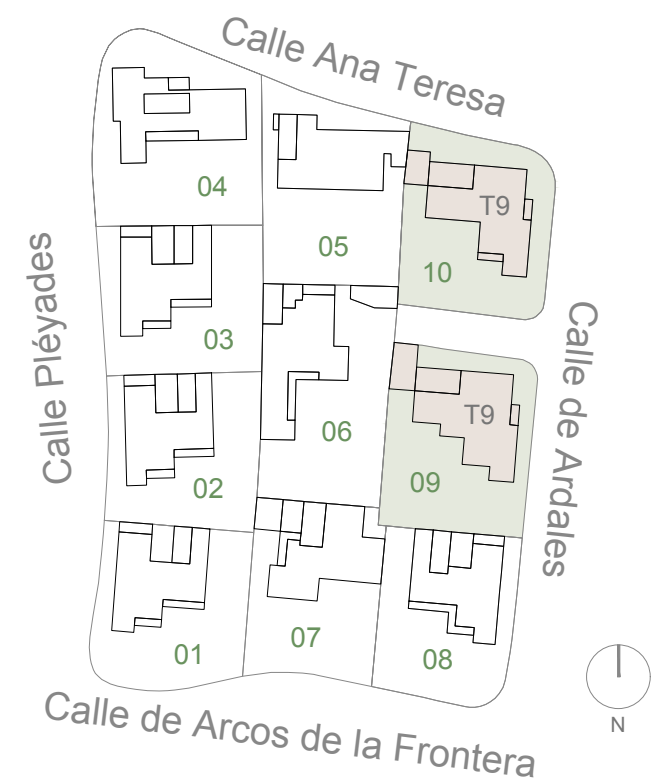 Calle Ana Teresa
04
T9
05
10
Calle Pléyades
03
Calle de Ardales
06
T9
02
09
01
07
08
Calle de Arcos de la Frontera
N